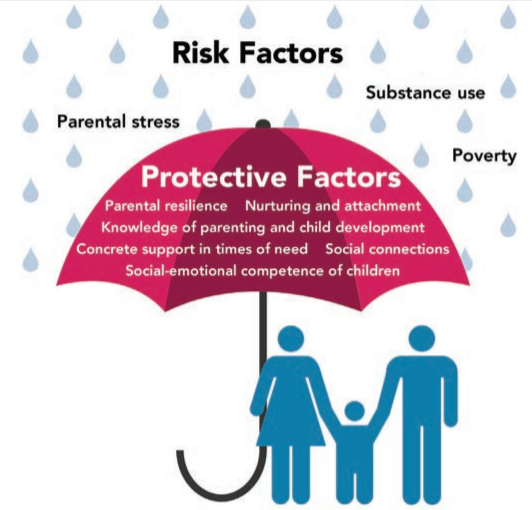 Risk Factors
Substance use
Parental stress
Poverty
Protective Factors
Parental resilience Nurturing and attachment
Knowledge of parenting and child development
Concrete support in times of need Social connections
Social-emotional competence of children